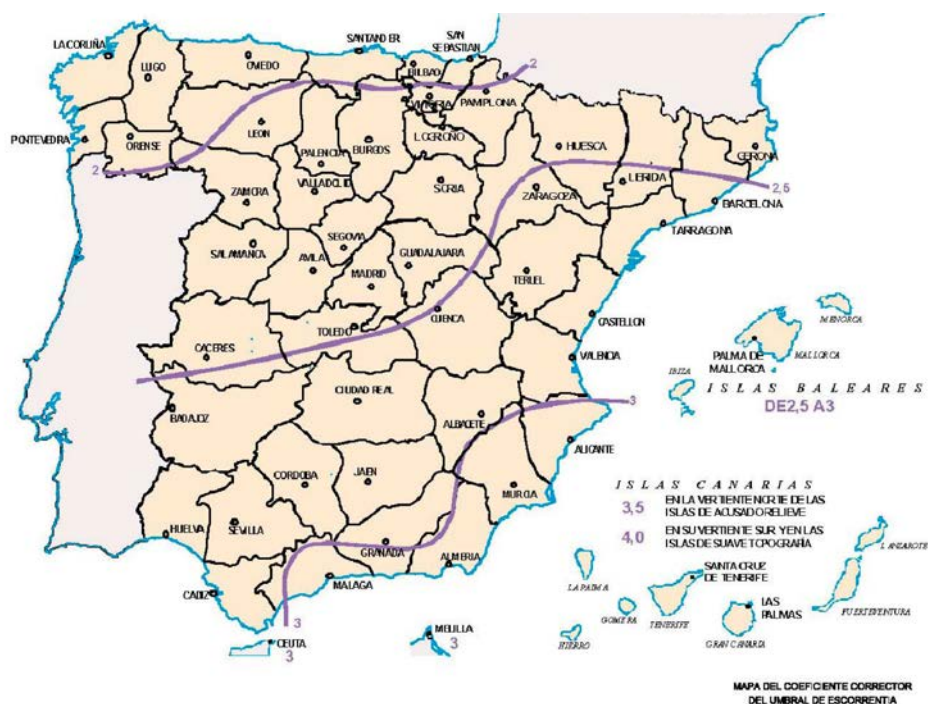 LA CORUÑA
LUGO
OVIEDO
SANTANDER
SAN
SEBASTIAN
BILBAO
2
VITORIA
PAMPLONA
PONTEVEDRA
ORENSE
LEON
PALENCIA
BURGOS
LOGROÑO
HUESCA
GERONA
2
ZAMORA
VALLADOLID
SORIA
ZARAGOZA
LERIDA
2,5
BARCELONA
TARRAGONA
SALAMANCA
SEGOVIA
AVILA
MADRID
GUADALAJARA
TERUEL
CASTELLON
MENORCA
TOLEDO
CUENCA
CACERES
VALENCIA
PALMA DE
MALLORCA
MALLORCA
IBIZA
ISLAS BALEARES
DE2,5 A3
BADAJOZ
CIUDAD REAL
ALBACETE
3
ALICANTE
CORDOBA
JAEN
MURCIA
HUELVA
SEVILLA
GRANADA
ALMERIA
CADIZ
MALAGA
3
CEUTA
3
MELILLA
3
ISLAS CANARIAS
3,5 EN LA VERTIENTE NORTE DE LAS
ISLAS DE ACUSADO RELIEVE
4,0 EN SU VERTIENTE SUR Y EN LAS
ISLAS DE SUAVE TOPOGRAFÍA
LA PALMA
SANTA CRUZ
DE TENERIFE
LANZAROTE
GOMERA
TENERIFE
LAS
PALMAS
FUERTEVENTURA
HIERRO
GRAN CANARIA
MAPA DEL COEFICIENTE CORRECTOR
DEL UMBRAL DE ESCORRENTIA